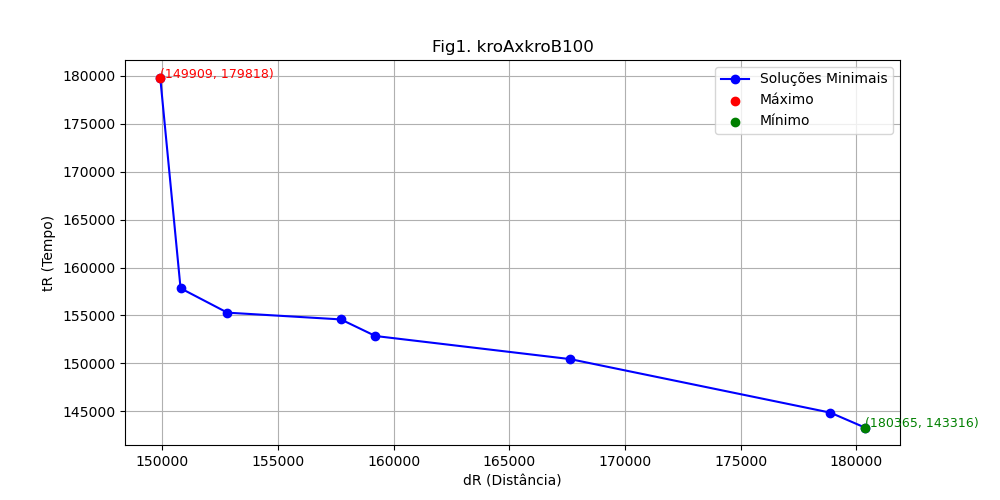 Fig1. kroAxkroB100
(149909, 179818)
Soluções Minimais
Máximo
Mínimo
180000
175000
170000
165000
160000
155000
150000
145000
tR (Tempo)
(180365, 143316)
150000 155000 160000 165000 170000 175000 180000
dR (Distância)